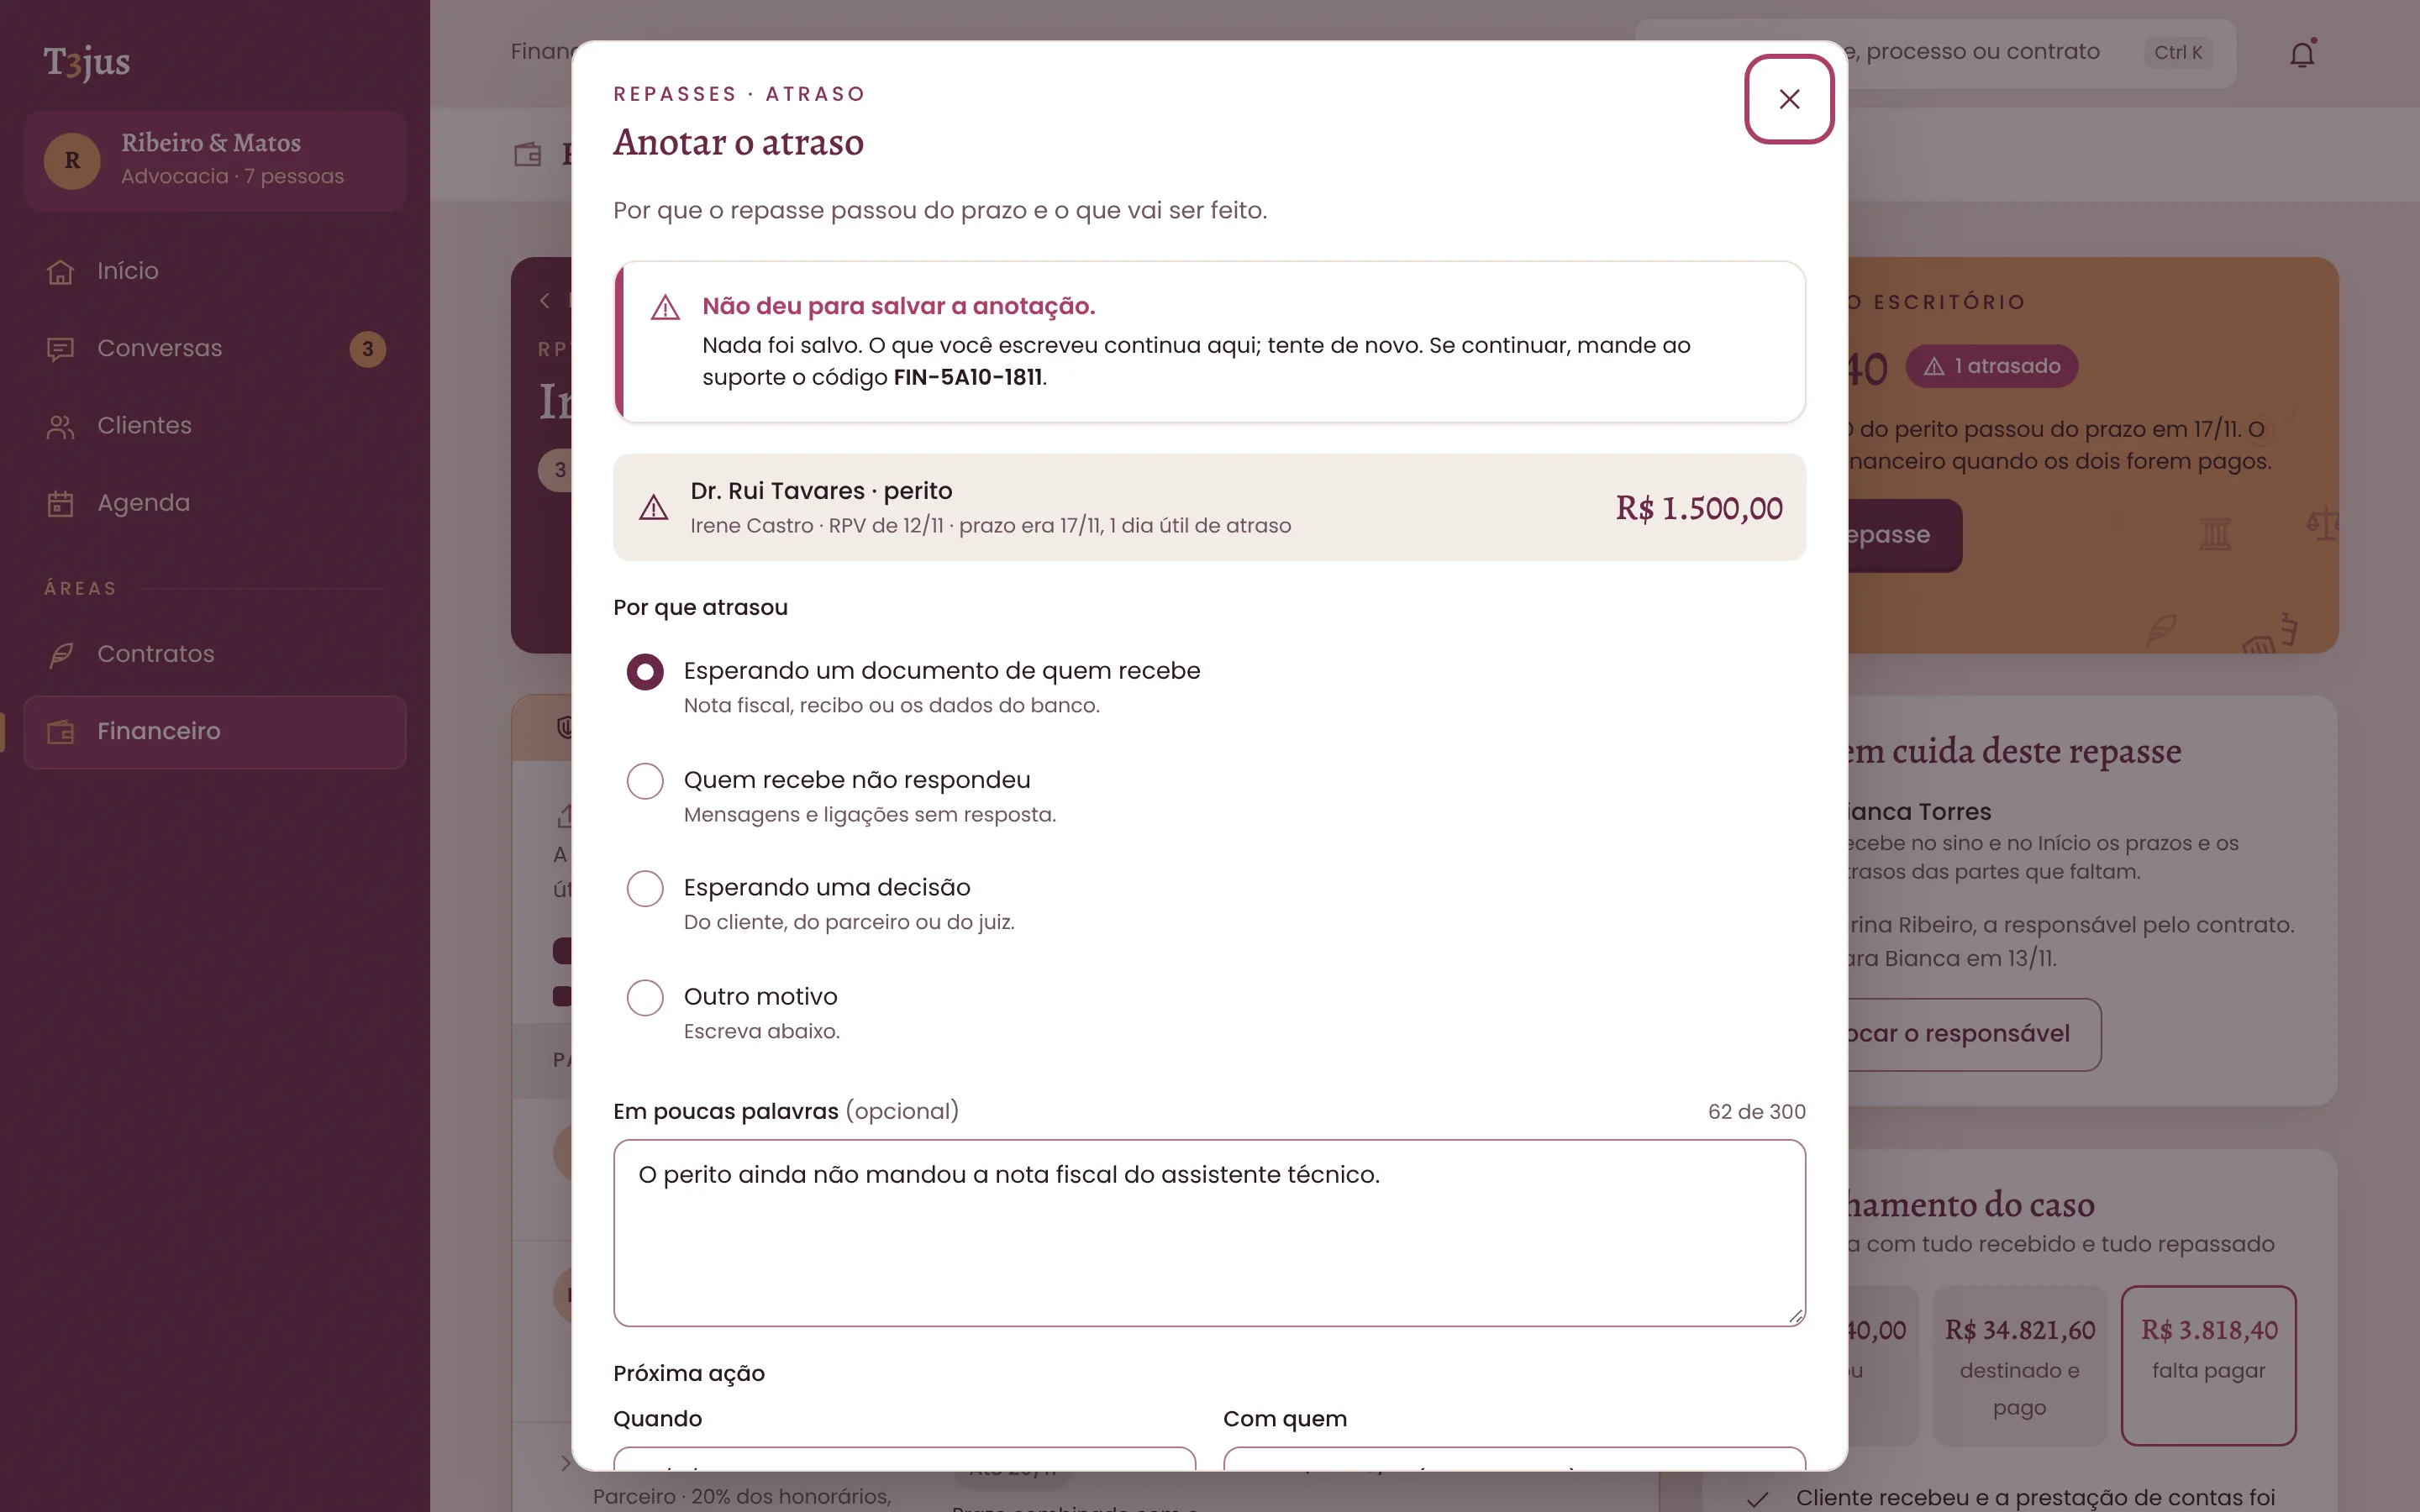 T3jus
Ribeiro & Matos
R
Advocacia · 7 pessoas
Início
Conversas
3
Clientes
Agenda
ÁREAS
Contratos
Financeiro
processo ou contrato
Ctrl K
REPASSES · ATRASO
Anotar o atraso
Por que o repasse passou do prazo e o que vai ser feito.
Não deu para salvar a anotação.
Nada foi salvo. O que você escreveu continua aqui; tente de novo. Se continuar, mande ao
suporte o código FIN-5A10-1811.
Dr. Rui Tavares · perito
Irene Castro · RPV de 12/11 · prazo era 17/11, 1 dia útil de atraso
R$ 1.500,00
Por que atrasou
Esperando um documento de quem recebe
Nota fiscal, recibo ou os dados do banco.
Quem recebe não respondeu
Mensagens e ligações sem resposta.
Esperando uma decisão
Do cliente, do parceiro ou do juiz.
Outro motivo
Escreva abaixo.
Em poucas palavras (opcional)
62 de 300
O perito ainda não mandou a nota fiscal do assistente técnico.
Próxima ação
Quando
Com quem
O ESCRITÓRIO
1 atrasado
do perito passou do prazo em 17/11. O
quando os dois forem pagos.
cuida deste repasse
Torres
no sino e no Início os prazos e os
das partes que faltam.
Ribeiro, a responsável pelo contrato.
Bianca em 13/11.
o responsável
do caso
com tudo recebido e tudo repassado
R$ 34.821,60
destinado e
pago
R$ 3.818,40
falta pagar
Parceiro · 20% dos honorários,
Cliente recebeu e a prestação de contas foi